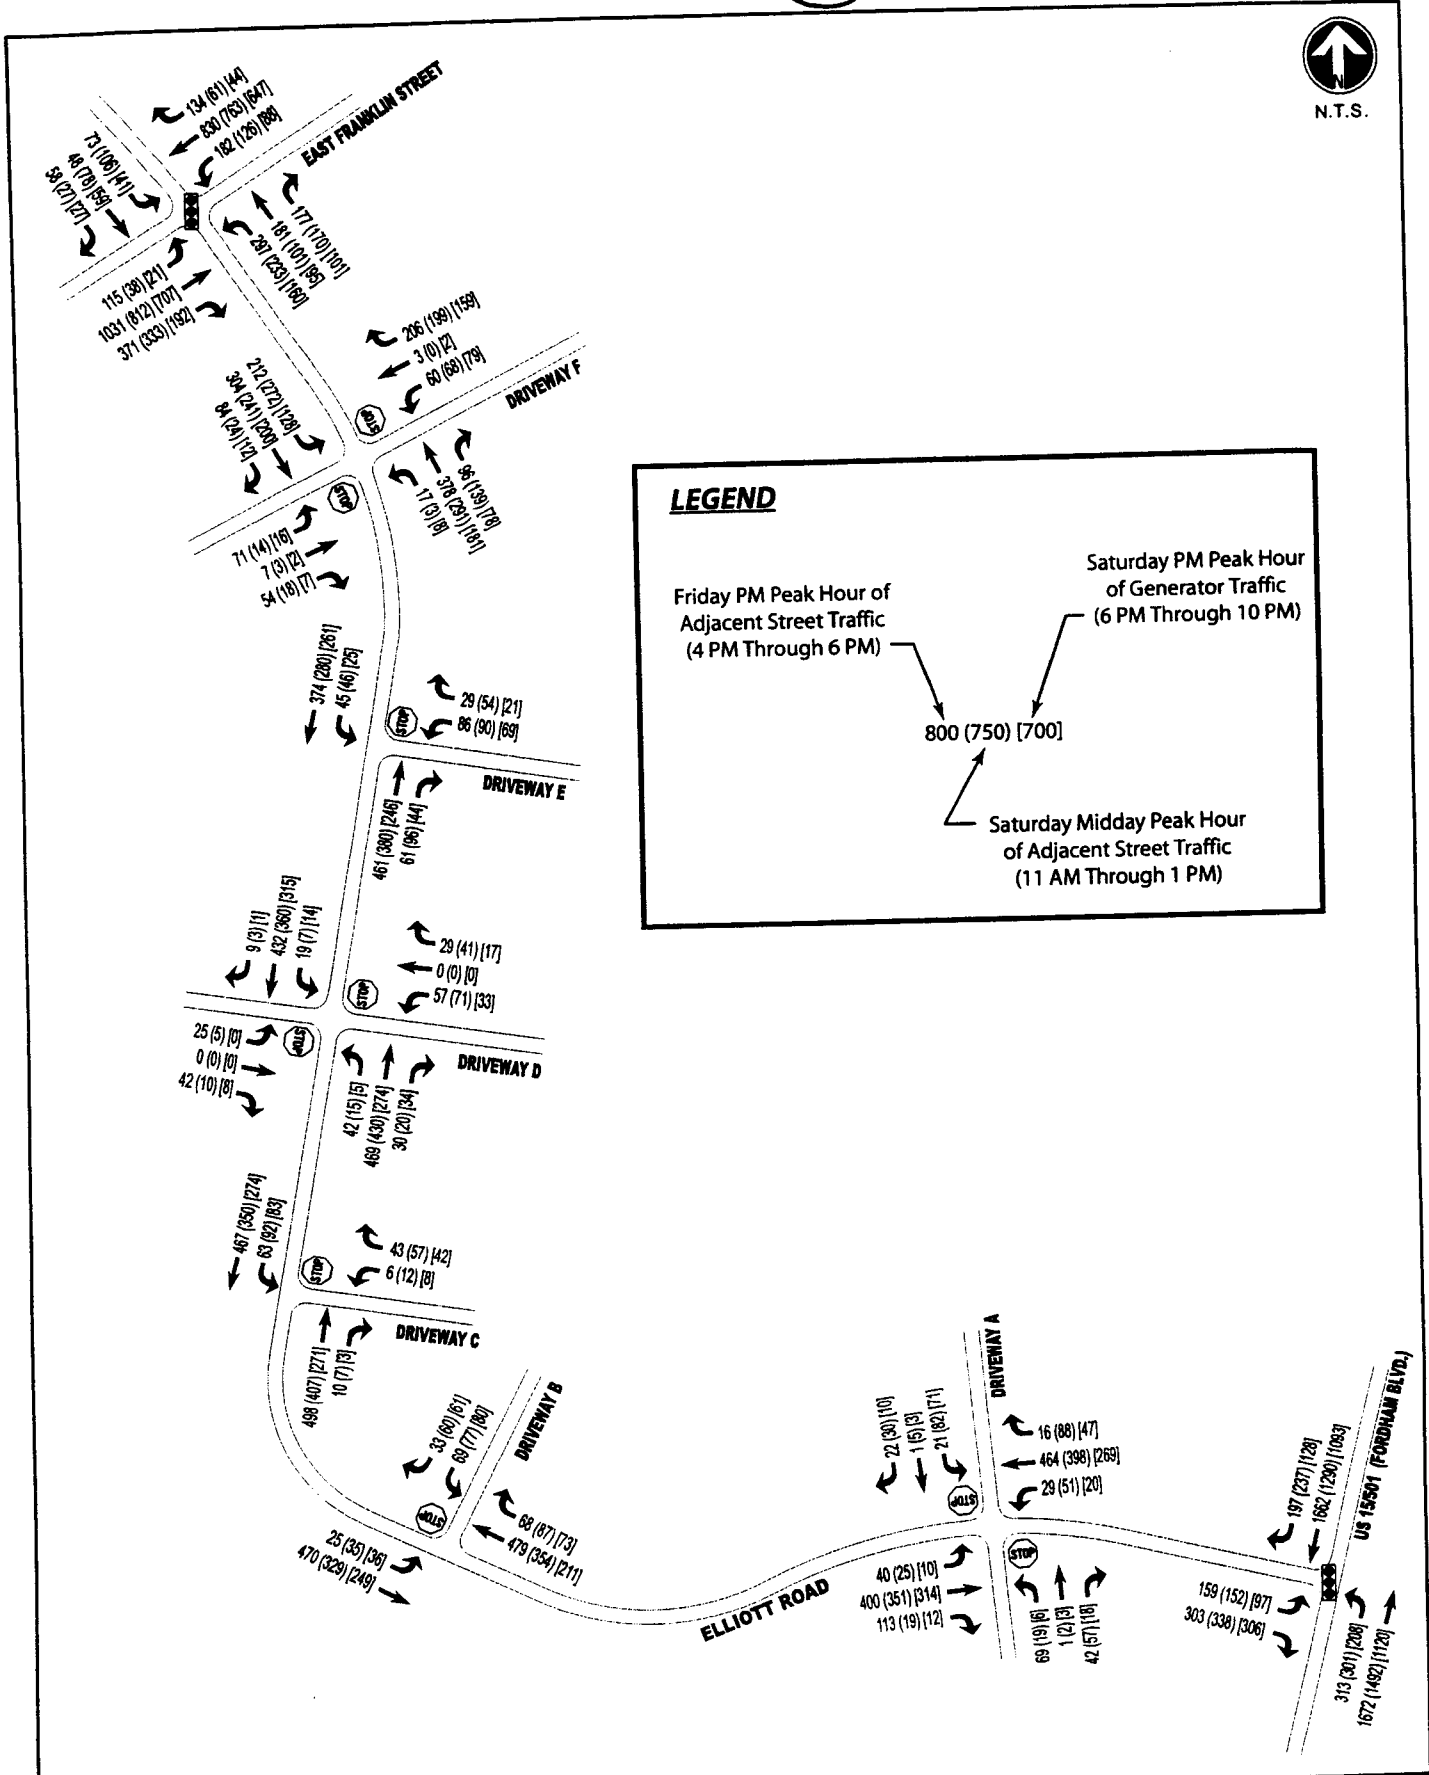 N
N.T.S.
134 (61) [44]
830 (763) [647]
182 (126) [88]
EAST FRANKLIN STREET
73 (106) [41]
48 (78) [59]
58 (27) [27]
177 (170) [101]
181 (101) [95]
297 (233) [160]
115 (38) [21]
1031 (812) [707]
371 (333) [192]
206 (199) [159]
3 (0) [2]
60 (68) [79]
DRIVEWAY F
212 (272) [128]
304 (241) [200]
84 (24) [12]
STOP
STOP
96 (139) [78]
378 (291) [181]
17 (3) [8]
71 (14) [16]
7 (3) [2]
54 (18) [7]
LEGEND
Friday PM Peak Hour of
Adjacent Street Traffic
(4 PM Through 6 PM)
Saturday PM Peak Hour
of Generator Traffic
(6 PM Through 10 PM)
800 (750) [700]
Saturday Midday Peak Hour
of Adjacent Street Traffic
(11 AM Through 1 PM)
374 (280) [261]
45 (46) [25]
STOP
29 (54) [21]
86 (90) [69]
DRIVEWAY E
461 (380) [246]
61 (96) [44]
9 (3) [1]
432 (360) [315]
19 (7) [14]
STOP
29 (41) [17]
0 (0) [0]
57 (71) [33]
DRIVEWAY D
25 (5) [0]
0 (0) [0]
42 (10) [8]
STOP
42 (15) [5]
469 (430) [274]
30 (20) [34]
467 (350) [274]
63 (92) [83]
STOP
43 (57) [42]
6 (12) [8]
DRIVEWAY C
498 (407) [271]
10 (7) [3]
33 (60) [61]
69 (77) [80]
DRIVEWAY B
STOP
68 (87) [73]
479 (354) [211]
25 (35) [36]
470 (329) [249]
ELLIOTT ROAD
DRIVEWAY A
22 (30) [10]
1 (5) [3]
21 (82) [71]
STOP
16 (88) [47]
464 (398) [269]
29 (51) [20]
40 (25) [10]
400 (351) [314]
113 (19) [12]
STOP
69 (19) [6]
1 (2) [3]
42 (57) [18]
197 (237) [128]
1662 (1290) [1093]
US 15/501 (FORDHAM BLVD.)
159 (152) [97]
303 (338) [306]
313 (301) [208]
1672 (1492) [1120]